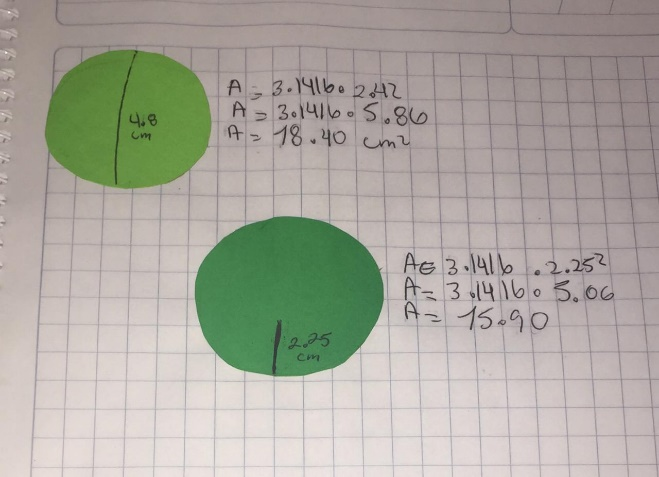 4.8
cm
A = 3.1416 • 2.4²
A = 3.1416 • 5.86
A = 18.40 cm²
2.25
cm
A = 3.1416 . 2.25²
A = 3.1416 • 5.06
A = 15.90